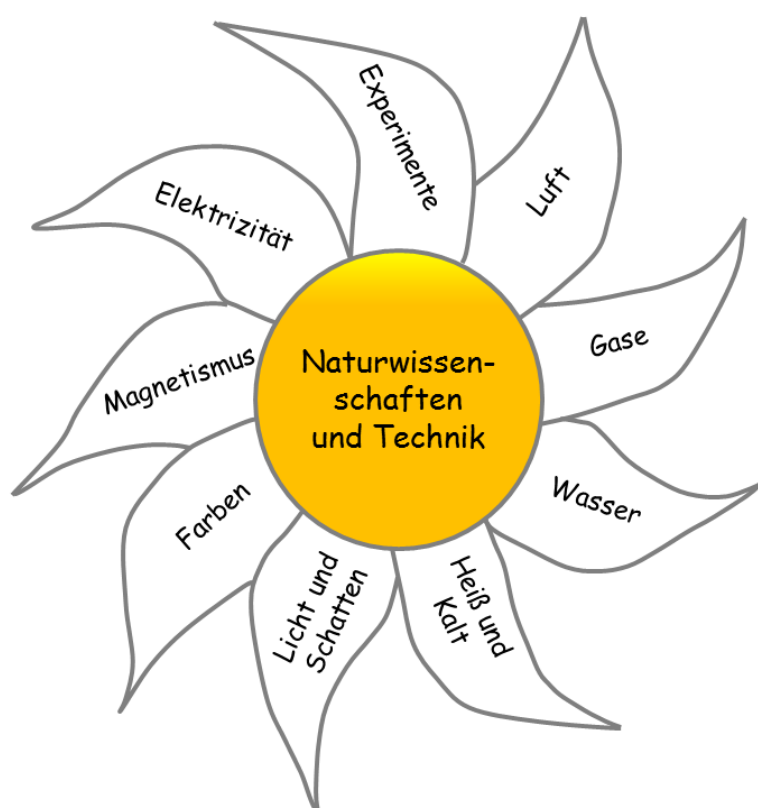 Naturwissen-
schaften
und Technik
Experimente
Luft
Gase
Wasser
Heiß und
Kalt
Licht und
Schatten
Farben
Magnetismus
Elektrizität